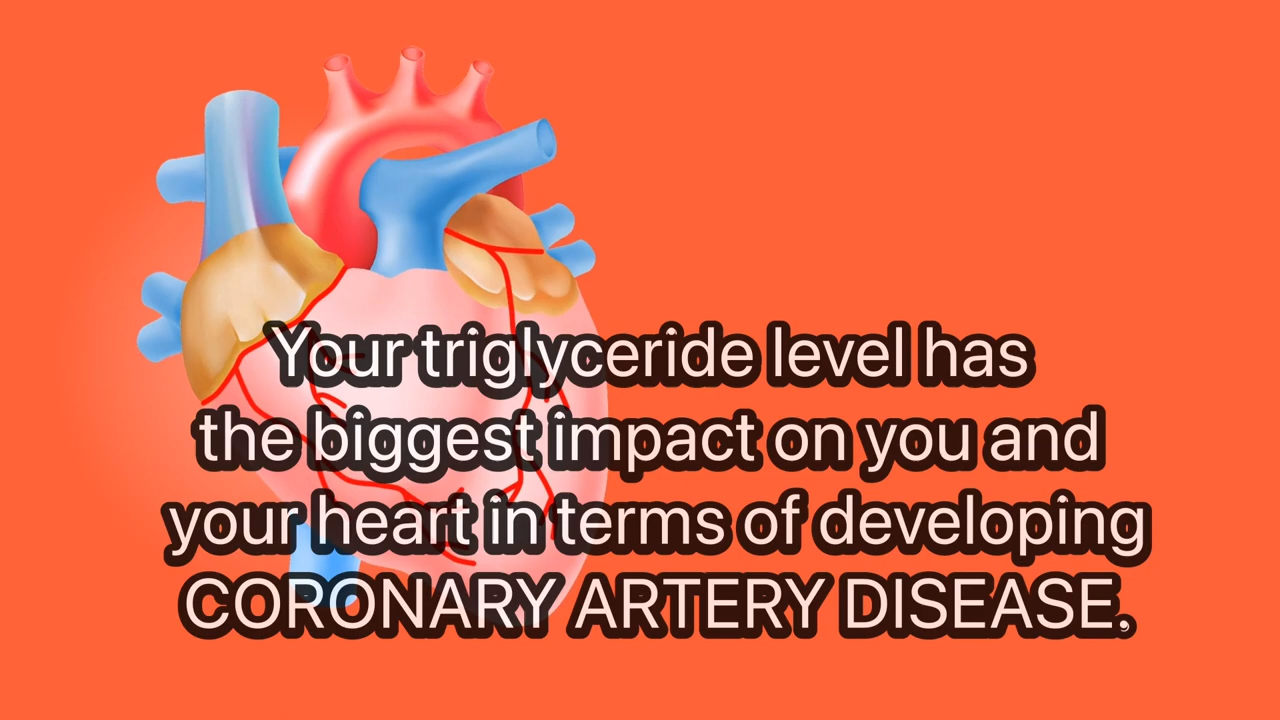 Your triglyceride level has
the biggest impact on you and
your heart in terms of developing
CORONARY ARTERY DISEASE.